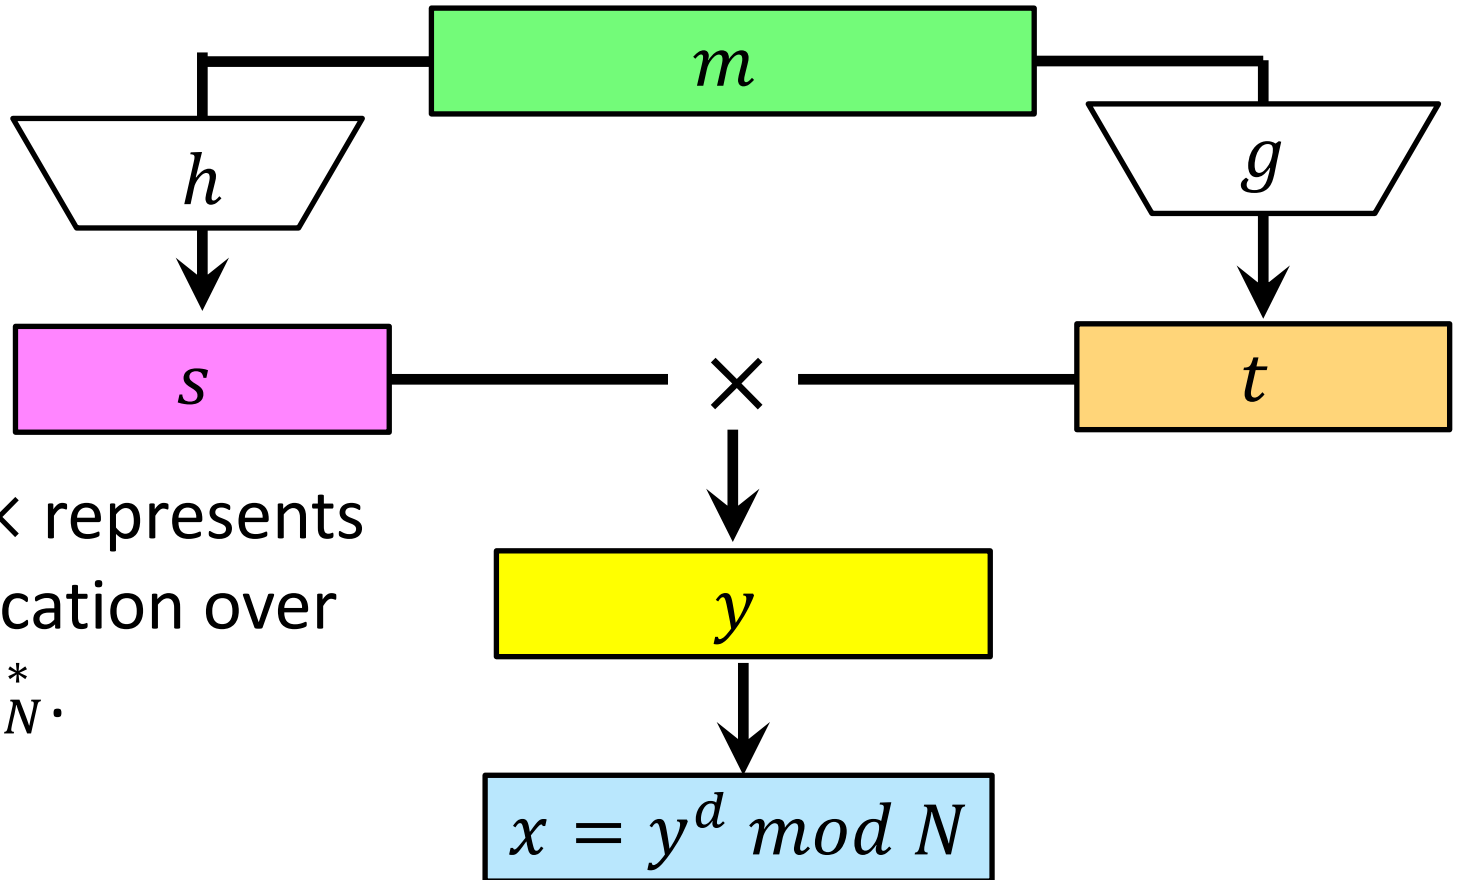 m
h
g
s
×
t
× represents
cation over
*
N.
y
x = y^d mod N